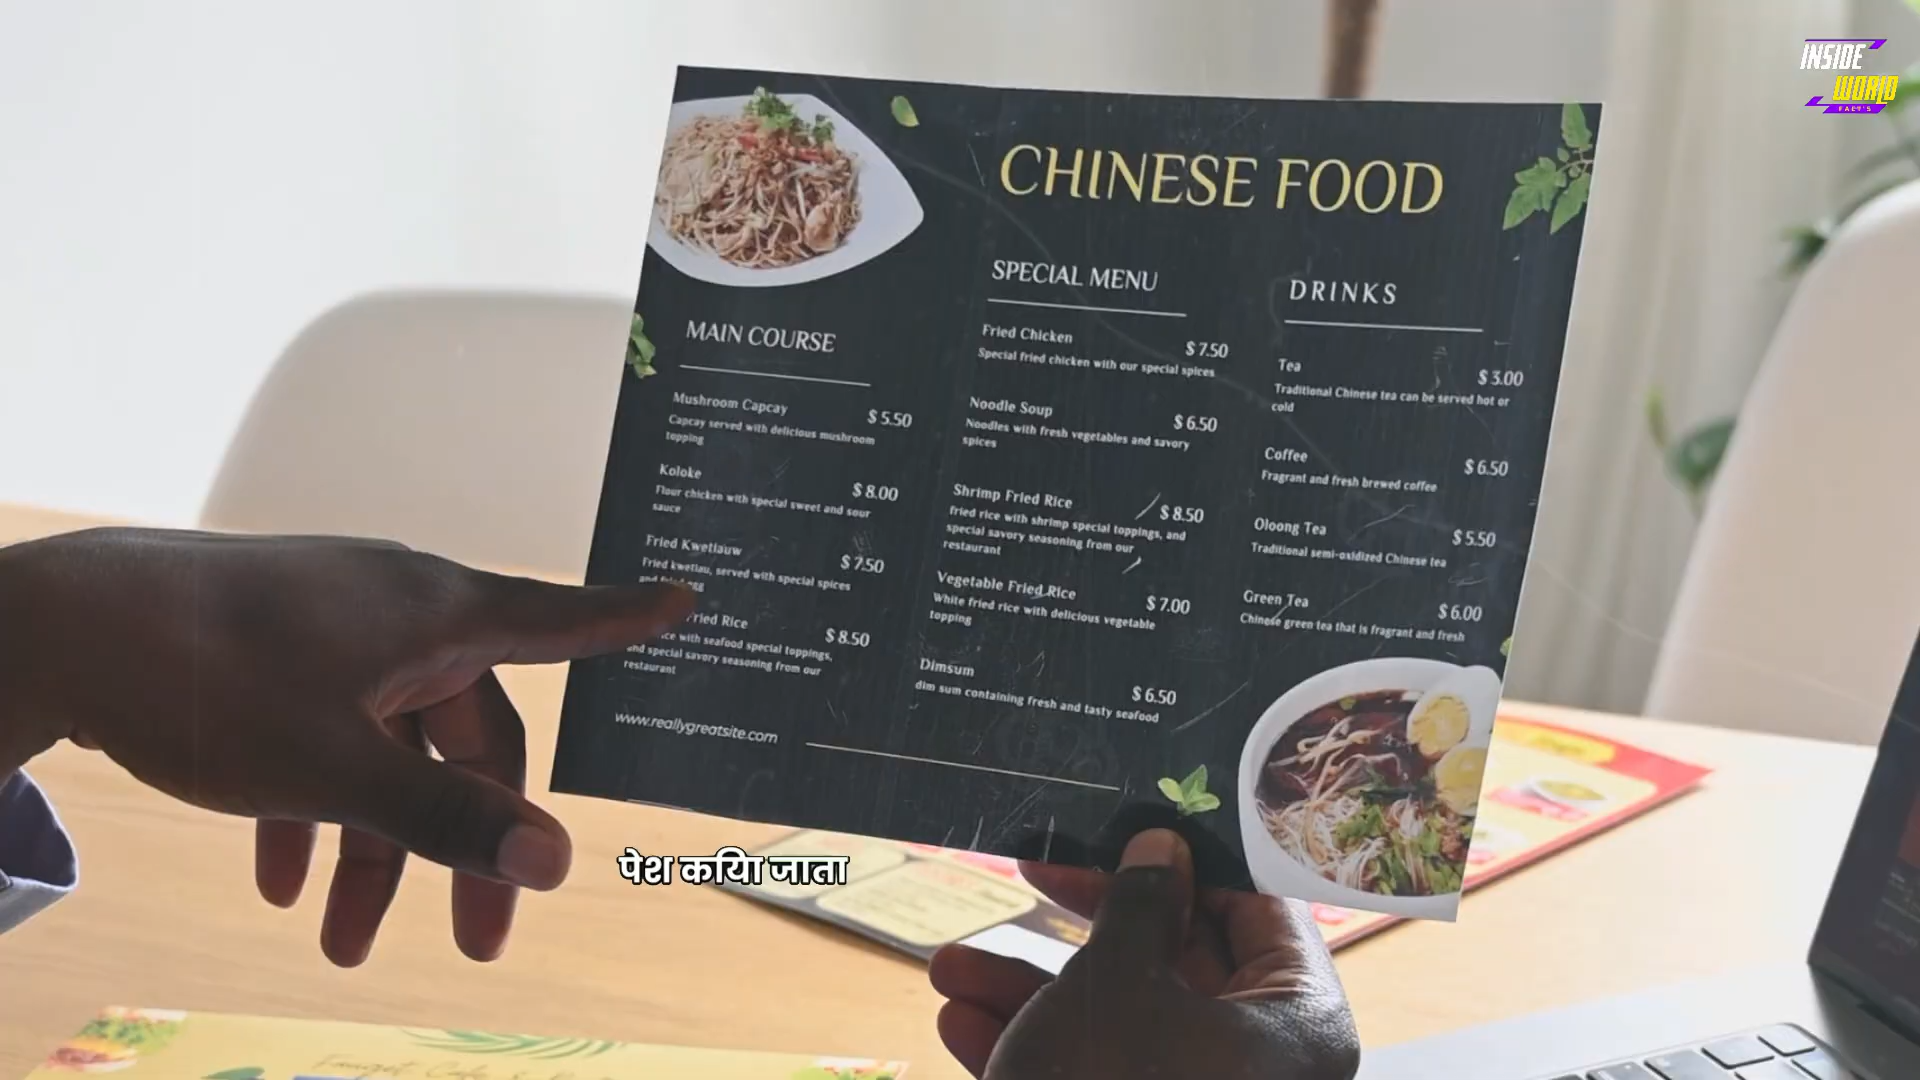 INSIDE
WORLD
FACT'S
CHINESE FOOD
MAIN COURSE
Mushroom Capcay
$ 5.50
Capcay served with delicious mushroom
topping
Koloke
$ 8.00
Flour chicken with special sweet and sour
sauce
Fried Kwetiauw
$ 7.50
Fried kwetiau, served with special spices
and fried egg
Fried Rice
$ 8.50
rice with seafood special toppings,
and special savory seasoning from our
restaurant
www.reallygreatsite.com
SPECIAL MENU
Fried Chicken
$ 7.50
Special fried chicken with our special spices
Noodle Soup
$ 6.50
Noodles with fresh vegetables and savory
spices
Shrimp Fried Rice
$ 8.50
fried rice with shrimp special toppings, and
special savory seasoning from our
restaurant
Vegetable Fried Rice
$ 7.00
White fried rice with delicious vegetable
topping
Dimsum
$ 6.50
dim sum containing fresh and tasty seafood
DRINKS
Tea
$ 3.00
Traditional Chinese tea can be served hot or
cold
Coffee
$ 6.50
Fragrant and fresh brewed coffee
Oloong Tea
$ 5.50
Traditional semi-oxidized Chinese tea
Green Tea
$ 6.00
Chinese green tea that is fragrant and fresh
पेश किया जाता